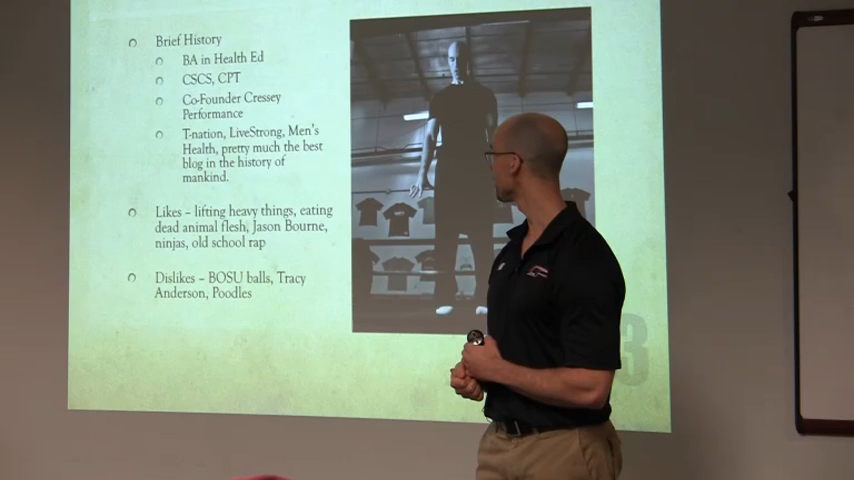 Brief History
BA in Health Ed
CSCS, CPT
Co-Founder Cressey
Performance
T-nation, LiveStrong, Men's
Health, pretty much the best
blog in the history of
mankind.
Likes – lifting heavy things, eating
dead animal flesh, Jason Bourne,
ninjas, old school rap
Dislikes – BOSU balls, Tracy
Anderson, Poodles
3